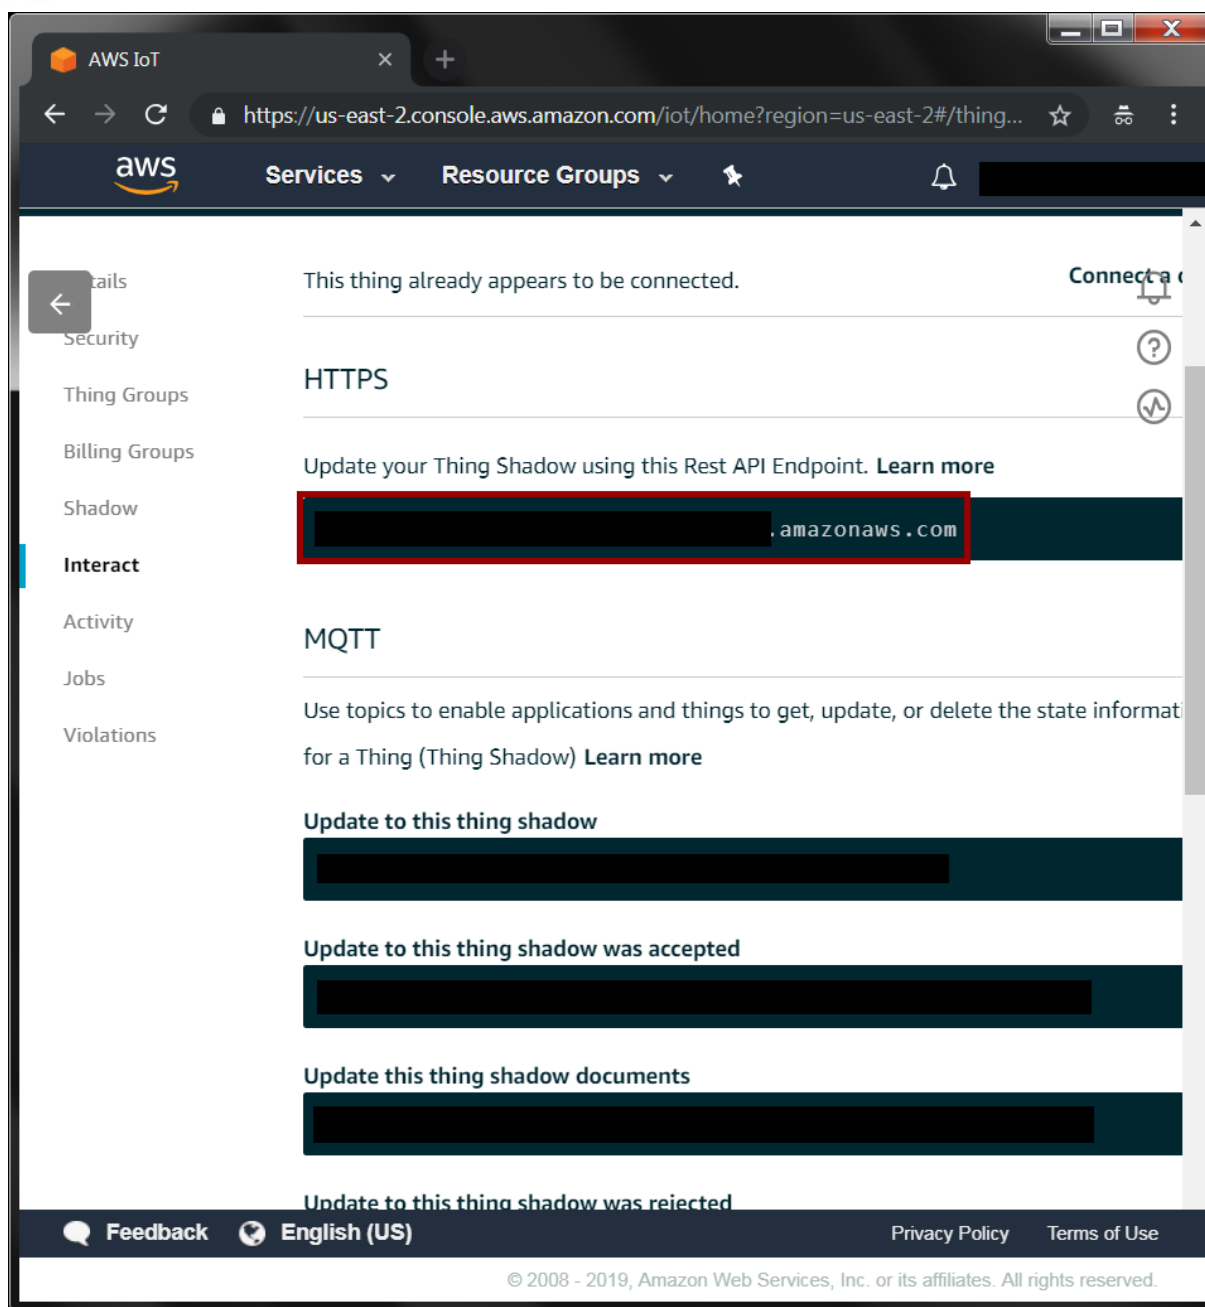 AWS IoT
https://us-east-2.console.aws.amazon.com/iot/home?region=us-east-2#/thing...
aws Services Resource Groups
tails
Security
Thing Groups
Billing Groups
Shadow
Interact
Activity
Jobs
Violations
This thing already appears to be connected.
Connect a
HTTPS
Update your Thing Shadow using this Rest API Endpoint. Learn more
.amazonaws.com
MQTT
Use topics to enable applications and things to get, update, or delete the state informati
for a Thing (Thing Shadow) Learn more
Update to this thing shadow
Update to this thing shadow was accepted
Update this thing shadow documents
Update to this thing shadow was rejected
Feedback English (US) Privacy Policy Terms of Use
© 2008 - 2019, Amazon Web Services, Inc. or its affiliates. All rights reserved.